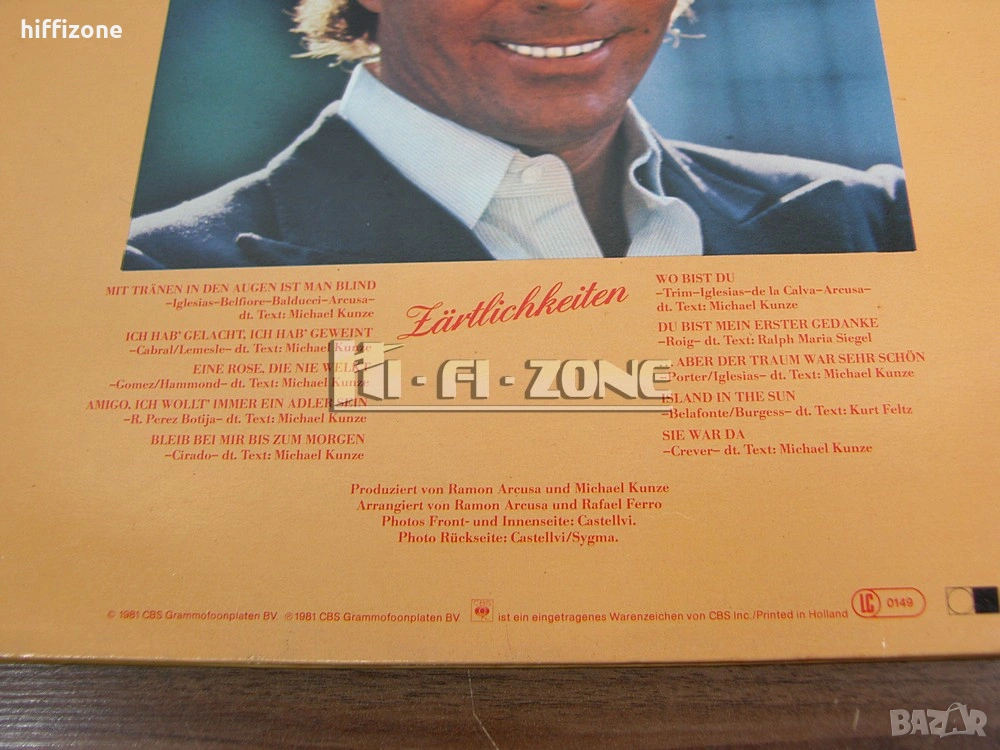 hiffizone
MIT TRÄNEN IN DEN AUGEN IST MAN BLIND
–Iglesias–Belfiore–Balducci–Arcusa–
dt. Text: Michael Kunze
ICH HAB' GELACHT, ICH HAB' GEWEINT
–Cabral/Lemesle– dt. Text: Michael Kunze
EINE ROSE, DIE NIE WELKT
–Gomez/Hammond– dt. Text: Michael Kunze
AMIGO, ICH WOLLT' IMMER EIN ADLER SEIN
–R. Perez Botija– dt. Text: Michael Kunze
BLEIB BEI MIR BIS ZUM MORGEN
–Cirado– dt. Text: Michael Kunze
Zärtlichkeiten
WO BIST DU
–Trim–Iglesias–de la Calva–Arcusa–
dt. Text: Michael Kunze
DU BIST MEIN ERSTER GEDANKE
–Roig– dt. Text: Ralph Maria Siegel
... ABER DER TRAUM WAR SEHR SCHÖN
–Porter/Iglesias– dt. Text: Michael Kunze
ISLAND IN THE SUN
–Belafonte/Burgess– dt. Text: Kurt Feltz
SIE WAR DA
–Crever– dt. Text: Michael Kunze
HI-FI-ZONE
Produziert von Ramon Arcusa und Michael Kunze
Arrangiert von Ramon Arcusa und Rafael Ferro
Photos Front- und Innenseite: Castellvi.
Photo Rückseite: Castellvi/Sygma.
© 1981 CBS Grammofoonplaten BV. ℗ 1981 CBS Grammofoonplaten BV. CBS ist ein eingetragenes Warenzeichen von CBS Inc./Printed in Holland LC 0149
BAZAR